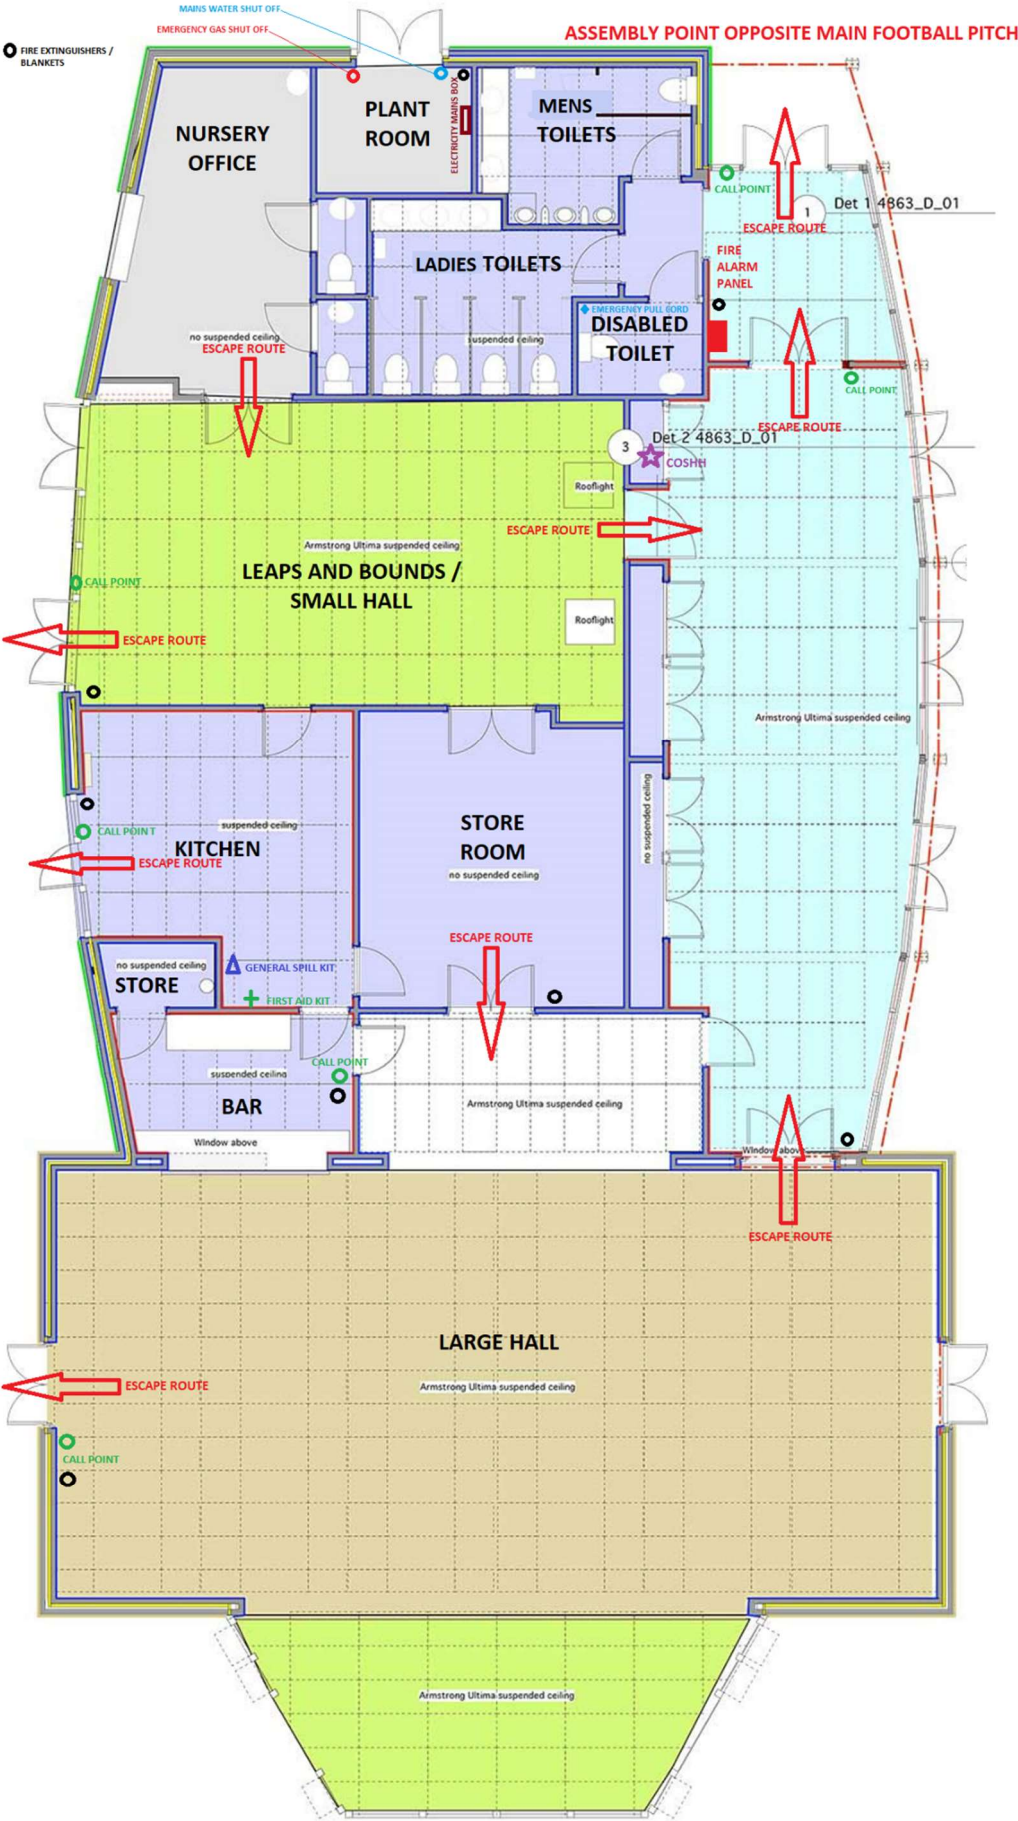 MAINS WATER SHUT OFF
EMERGENCY GAS SHUT OFF
ASSEMBLY POINT OPPOSITE MAIN FOOTBALL PITCH
FIRE EXTINGUISHERS /
BLANKETS
NURSERY
OFFICE
PLANT
ROOM
ELECTRICITY MAINS BOX
MENS
TOILETS
CALL POINT
Det 1 4863_D_01
1
ESCAPE ROUTE
FIRE
ALARM
PANEL
LADIES TOILETS
EMERGENCY PULL CORD
DISABLED
TOILET
no suspended ceiling
ESCAPE ROUTE
suspended ceiling
CALL POINT
ESCAPE ROUTE
Det 2 4863_D_01
3
COSHH
Rooflight
ESCAPE ROUTE
Armstrong Ultima suspended ceiling
LEAPS AND BOUNDS /
SMALL HALL
CALL POINT
Rooflight
ESCAPE ROUTE
Armstrong Ultima suspended ceiling
no suspended ceiling
suspended ceiling
CALL POINT
KITCHEN
ESCAPE ROUTE
STORE
ROOM
no suspended ceiling
ESCAPE ROUTE
no suspended ceiling
STORE
GENERAL SPILL KIT
FIRST AID KIT
CALL POINT
suspended ceiling
BAR
Armstrong Ultima suspended ceiling
Window above
Window above
ESCAPE ROUTE
LARGE HALL
ESCAPE ROUTE
Armstrong Ultima suspended ceiling
CALL POINT
Armstrong Ultima suspended ceiling